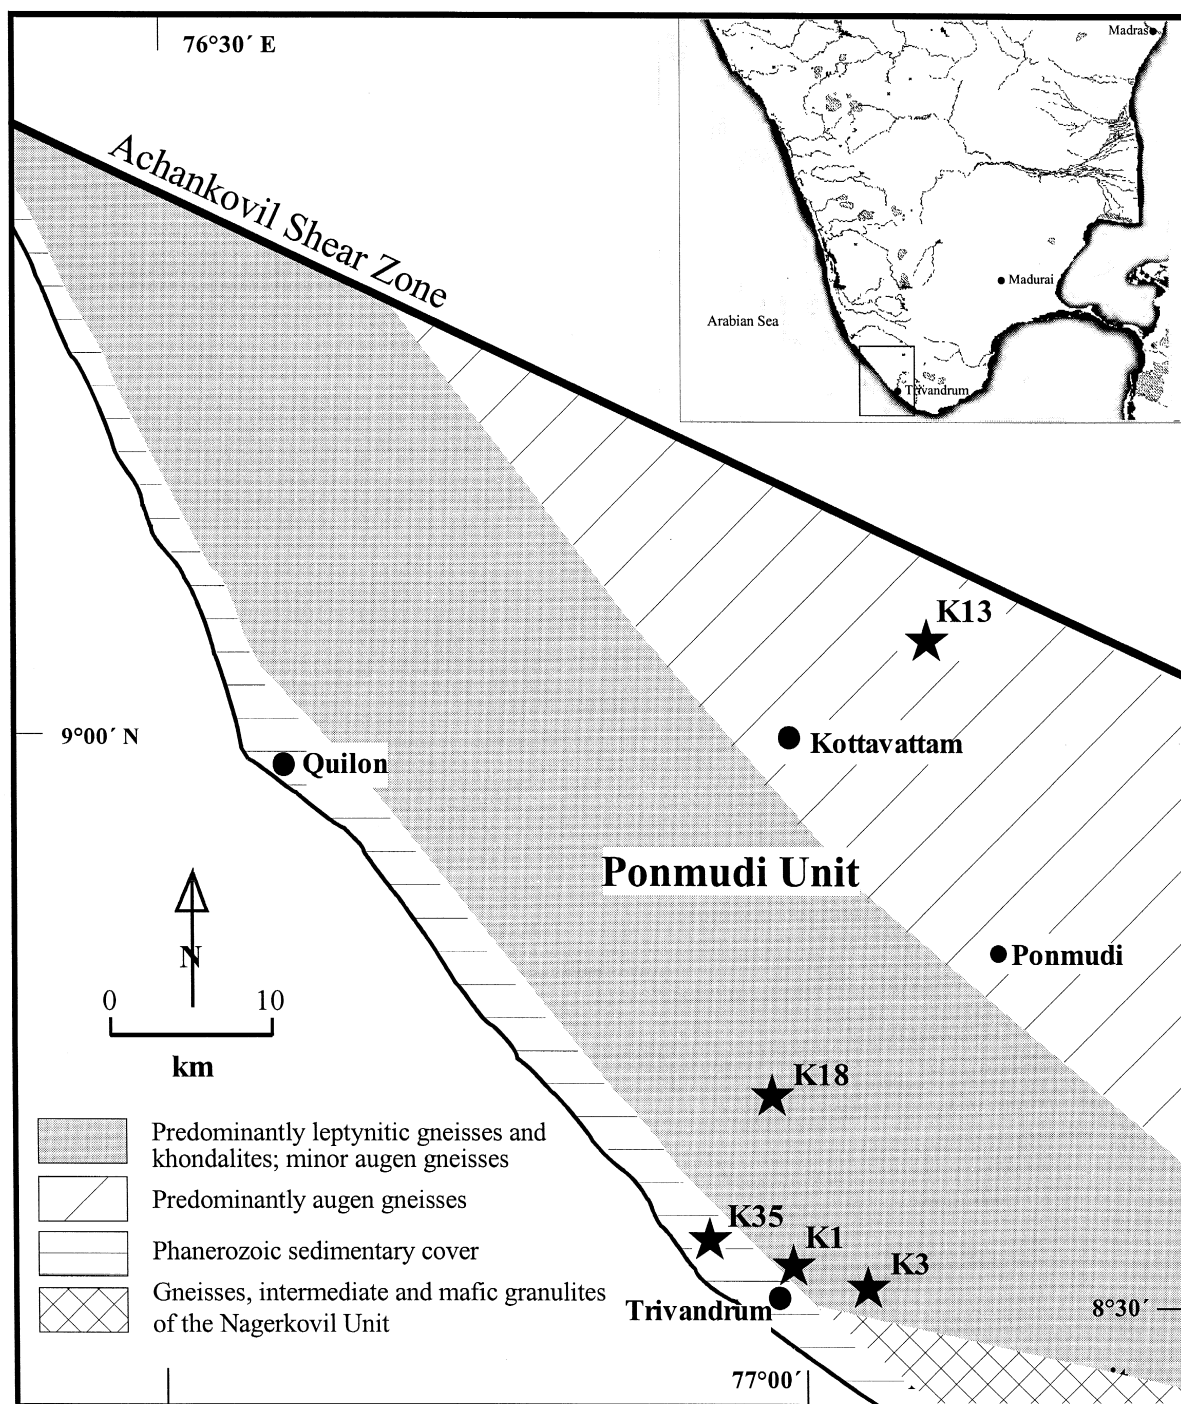 76°30´ E
Madras
Achankovil Shear Zone
Madurai
Arabian Sea
Trivandrum
K13
9°00´ N
Kottavattam
Quilon
Ponmudi Unit
Ponmudi
N
0 10
km
K18
Predominantly leptynitic gneisses and
khondalites; minor augen gneisses
Predominantly augen gneisses
Phanerozoic sedimentary cover
Gneisses, intermediate and mafic granulites
of the Nagerkovil Unit
K35
K1
K3
Trivandrum
8°30´
77°00´